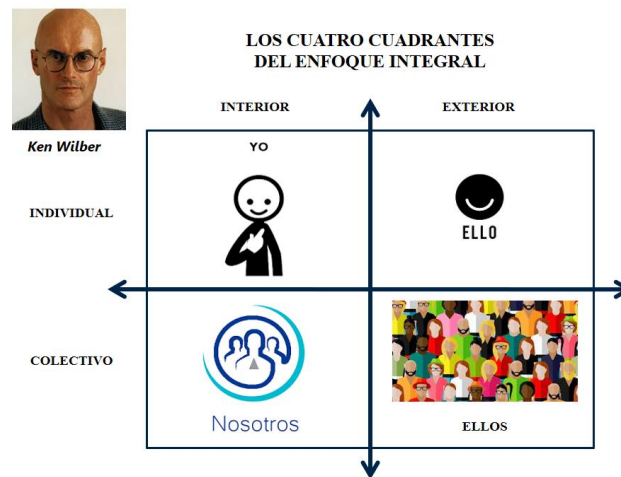 LOS CUATRO CUADRANTES
DEL ENFOQUE INTEGRAL
Ken Wilber
INTERIOR
EXTERIOR
YO
INDIVIDUAL
ELLO
COLECTIVO
Nosotros
ELLOS